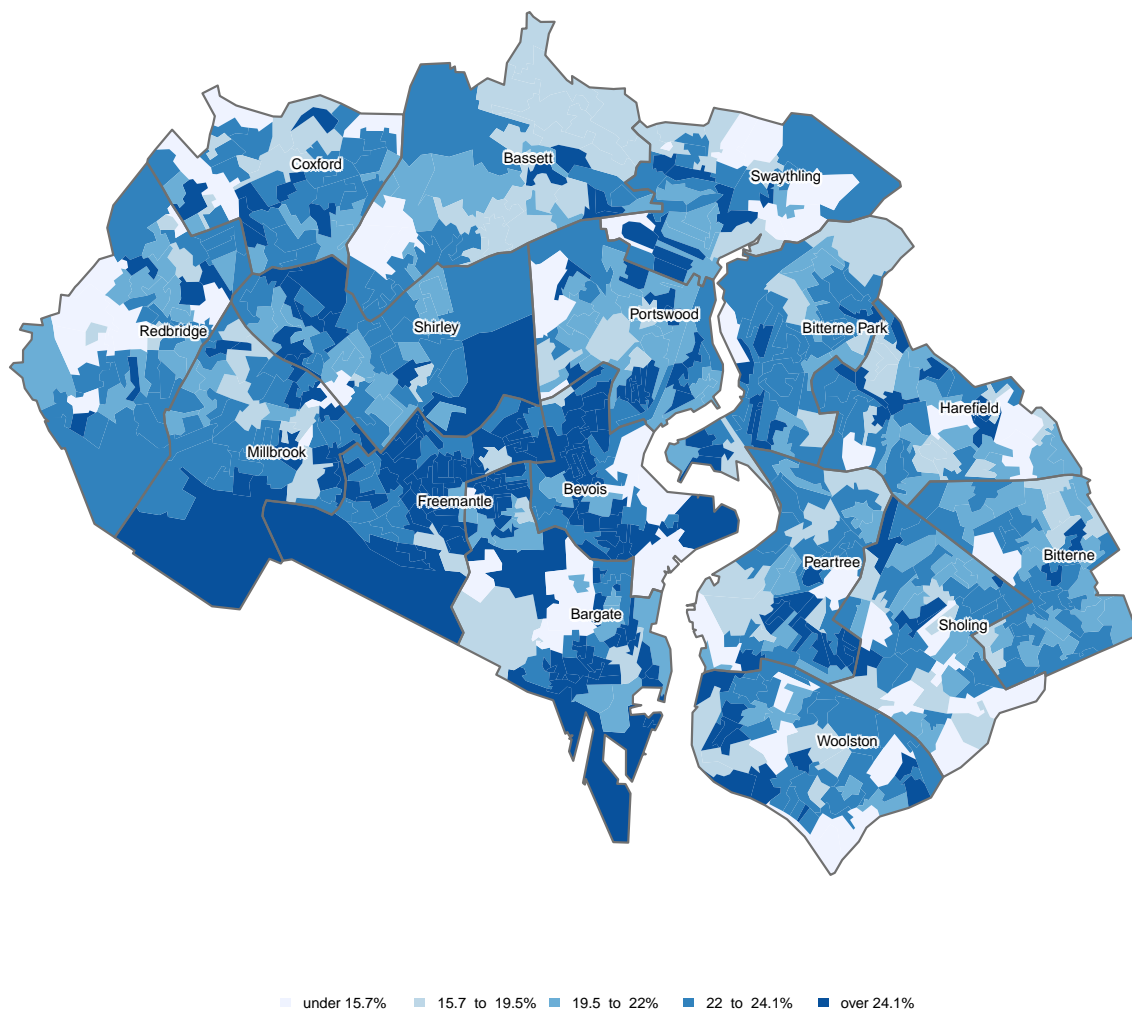 Coxford
Bassett
Swaythling
Redbridge
Shirley
Portswood
Bitterne Park
Harefield
Millbrook
Freemantle
Bevois
Bitterne
Peartree
Bargate
Sholing
Woolston
under 15.7% 15.7 to 19.5% 19.5 to 22% 22 to 24.1% over 24.1%